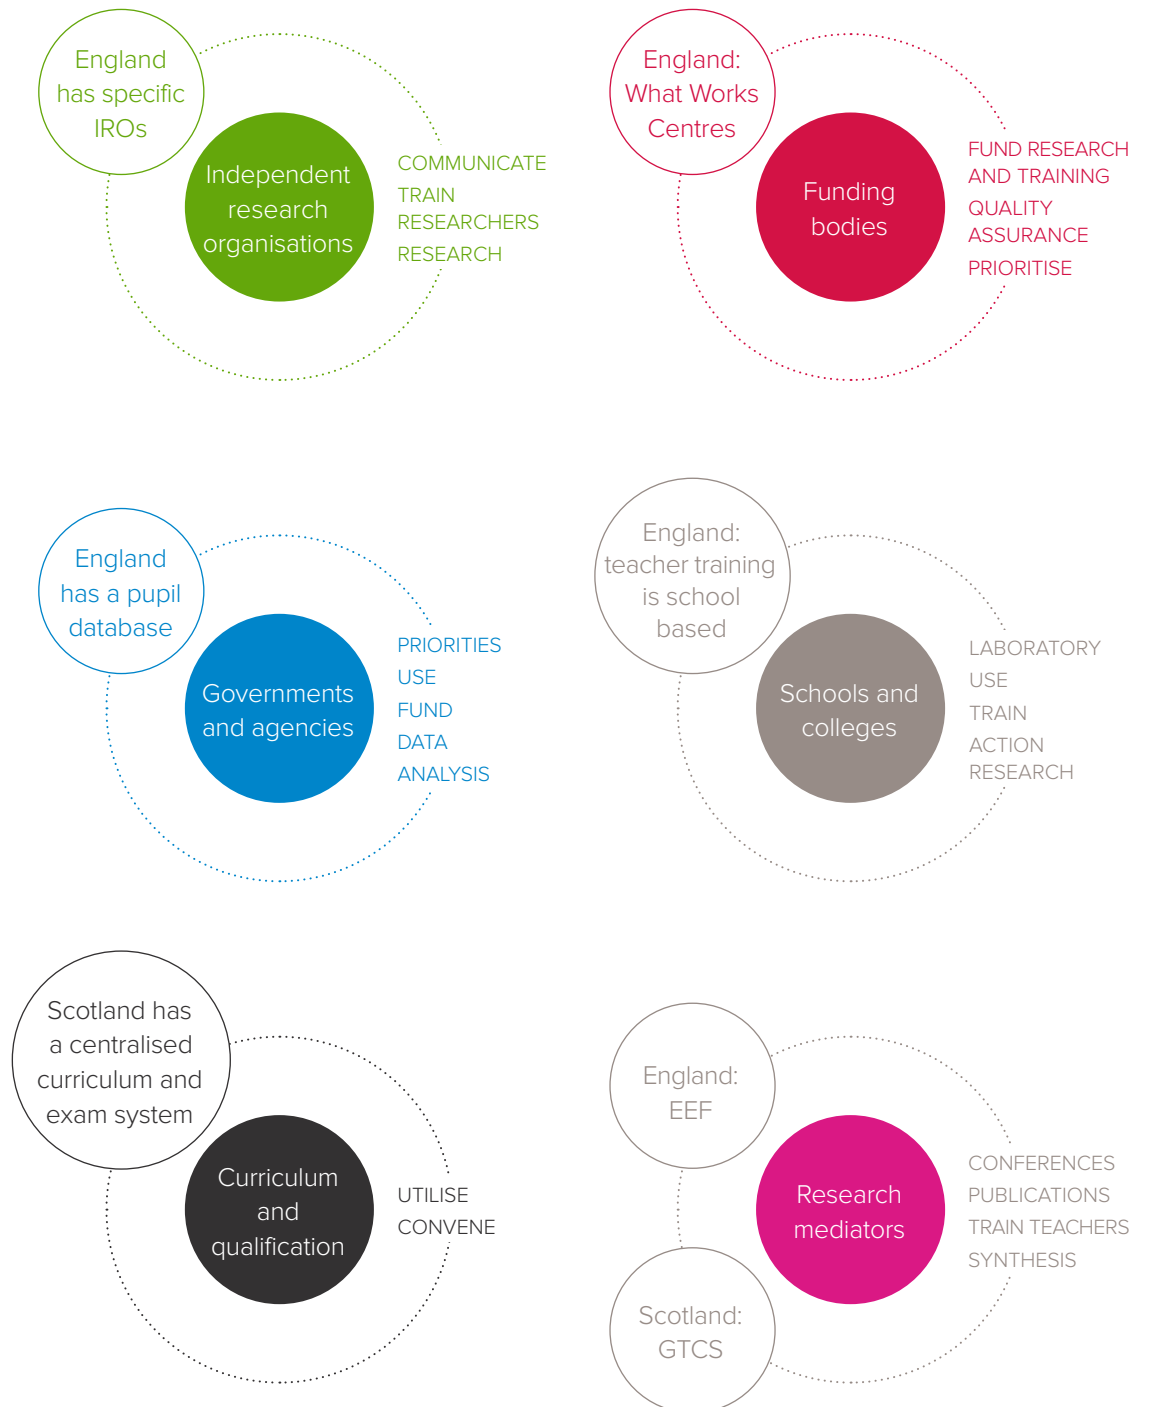 England
has specific
IROs
Independent
research
organisations
COMMUNICATE
TRAIN
RESEARCHERS
RESEARCH
England:
What Works
Centres
Funding
bodies
FUND RESEARCH
AND TRAINING
QUALITY
ASSURANCE
PRIORITISE
England
has a pupil
database
Governments
and agencies
PRIORITIES
USE
FUND
DATA
ANALYSIS
England:
teacher training
is school
based
Schools and
colleges
LABORATORY
USE
TRAIN
ACTION
RESEARCH
Scotland has
a centralised
curriculum and
exam system
Curriculum
and
qualification
UTILISE
CONVENE
England:
EEF
Research
mediators
CONFERENCES
PUBLICATIONS
TRAIN TEACHERS
SYNTHESIS
Scotland:
GTCS